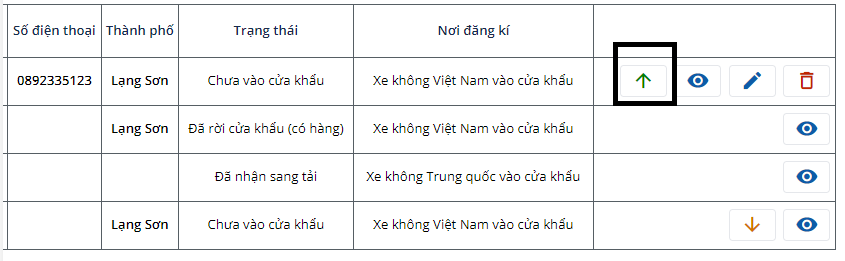 Số điện thoại Thành phố Trạng thái Nơi đăng kí
0892335123 Lạng Sơn Chưa vào cửa khẩu Xe không Việt Nam vào cửa khẩu
Lạng Sơn Đã rời cửa khẩu (có hàng) Xe không Việt Nam vào cửa khẩu
Đã nhận sang tải Xe không Trung quốc vào cửa khẩu
Lạng Sơn Chưa vào cửa khẩu Xe không Việt Nam vào cửa khẩu